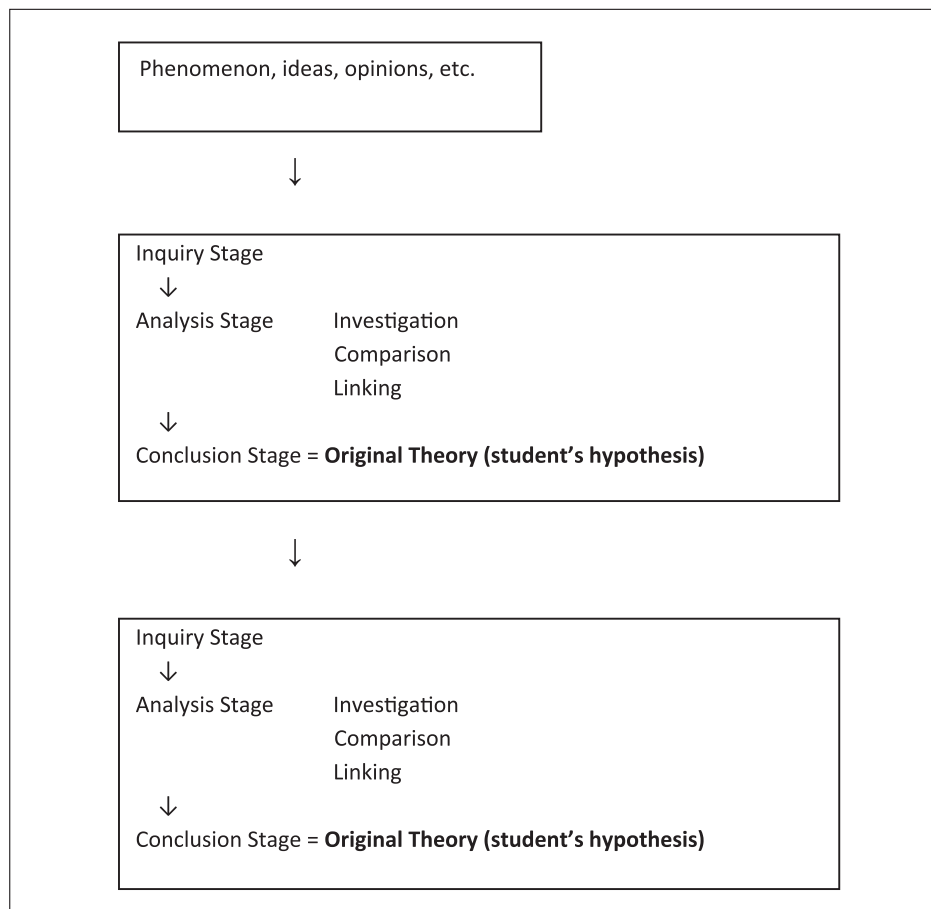 Phenomenon, ideas, opinions, etc.
↓
Inquiry Stage
↓
Analysis Stage Investigation
Comparison
Linking
↓
Conclusion Stage = Original Theory (student’s hypothesis)
↓
Inquiry Stage
↓
Analysis Stage Investigation
Comparison
Linking
↓
Conclusion Stage = Original Theory (student’s hypothesis)